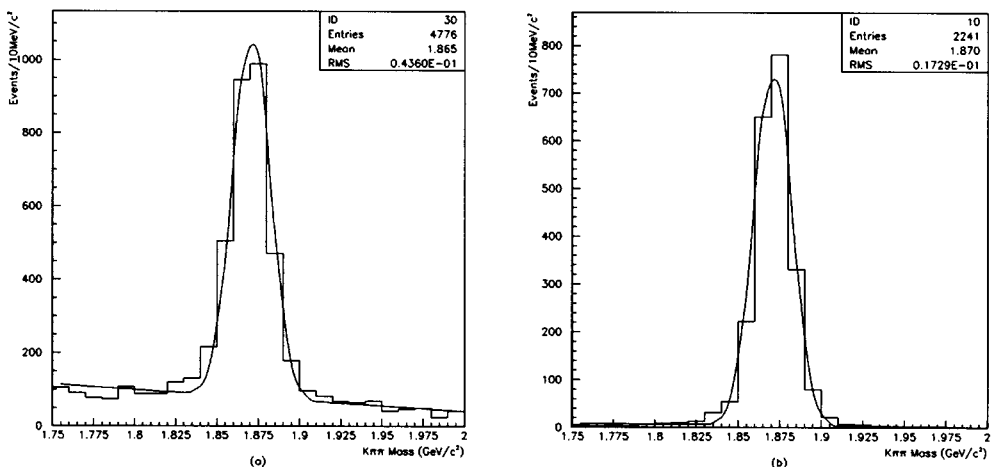 ID 30
Entries 4776
Mean 1.865
RMS 0.4360E-01
Events/10MeV/c²
1000
800
600
400
200
0
1.75 1.775 1.8 1.825 1.85 1.875 1.9 1.925 1.95 1.975 2
Kππ Mass (GeV/c²)
(a)
ID 10
Entries 2241
Mean 1.870
RMS 0.1729E-01
Events/10MeV/c²
800
700
600
500
400
300
200
100
0
1.75 1.775 1.8 1.825 1.85 1.875 1.9 1.925 1.95 1.975 2
Kππ Mass (GeV/c²)
(b)